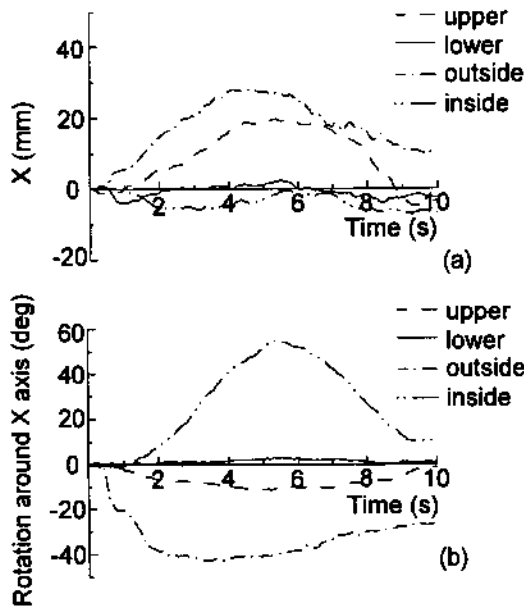 upper
lower
outside
inside
X (mm)
40
20
0
-20
2 4 6 8 10
Time (s)
(a)
upper
lower
outside
inside
Rotation around X axis (deg)
60
40
20
0
-20
-40
2 4 6 8 10
Time (s)
(b)